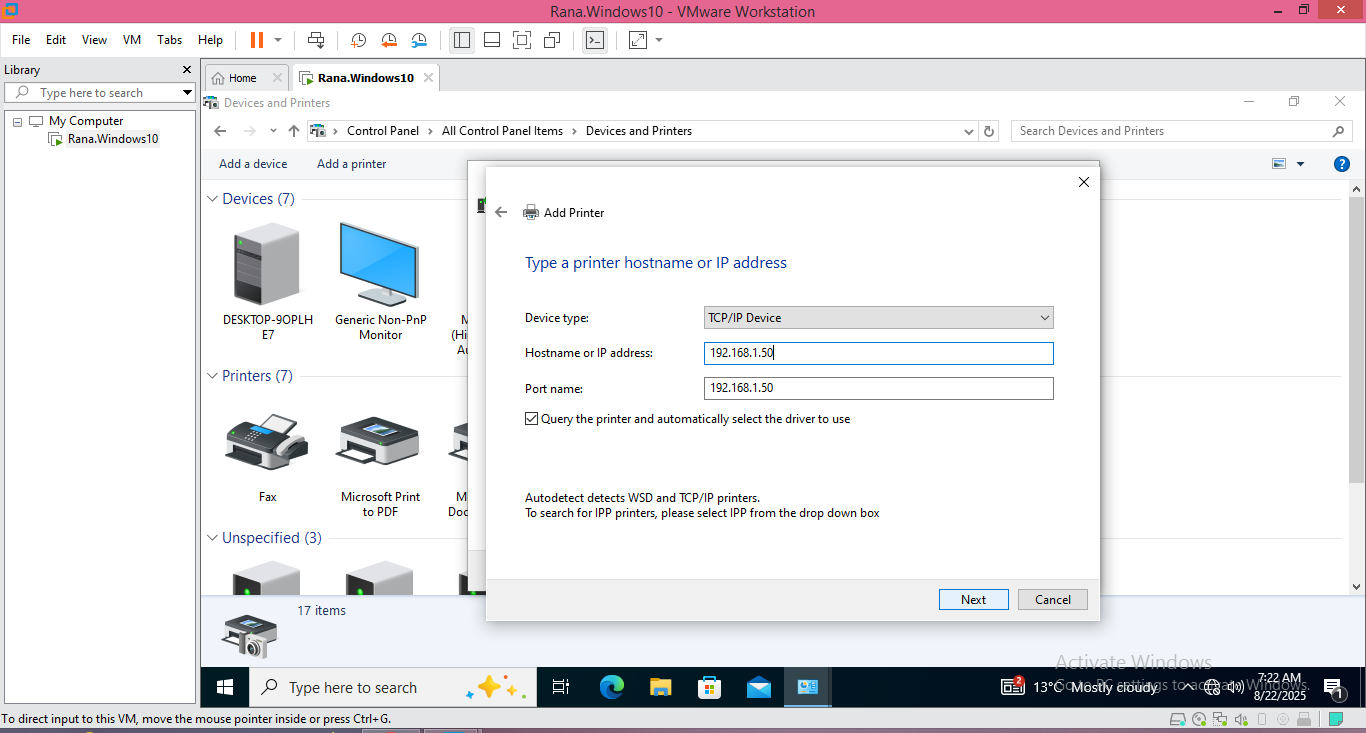 Rana.Windows10 - VMware Workstation
File Edit View VM Tabs Help
Library
Type here to search
My Computer
Rana.Windows10
Home
Rana.Windows10
Devices and Printers
Control Panel › All Control Panel Items › Devices and Printers
Search Devices and Printers
Add a device Add a printer
Devices (7)
DESKTOP-9OPLH
E7
Generic Non-PnP
Monitor
M
(Hi
Au
Printers (7)
Fax
Microsoft Print
to PDF
M
Doc
Unspecified (3)
17 items
Add Printer
Type a printer hostname or IP address
Device type: TCP/IP Device
Hostname or IP address: 192.168.1.50
Port name: 192.168.1.50
Query the printer and automatically select the driver to use
Autodetect detects WSD and TCP/IP printers.
To search for IPP printers, please select IPP from the drop down box
Next Cancel
Activate Windows
Go to PC settings to activate Windows.
Type here to search
2
13°C Mostly cloudy
7:22 AM
8/22/2025
1
To direct input to this VM, move the mouse pointer inside or press Ctrl+G.